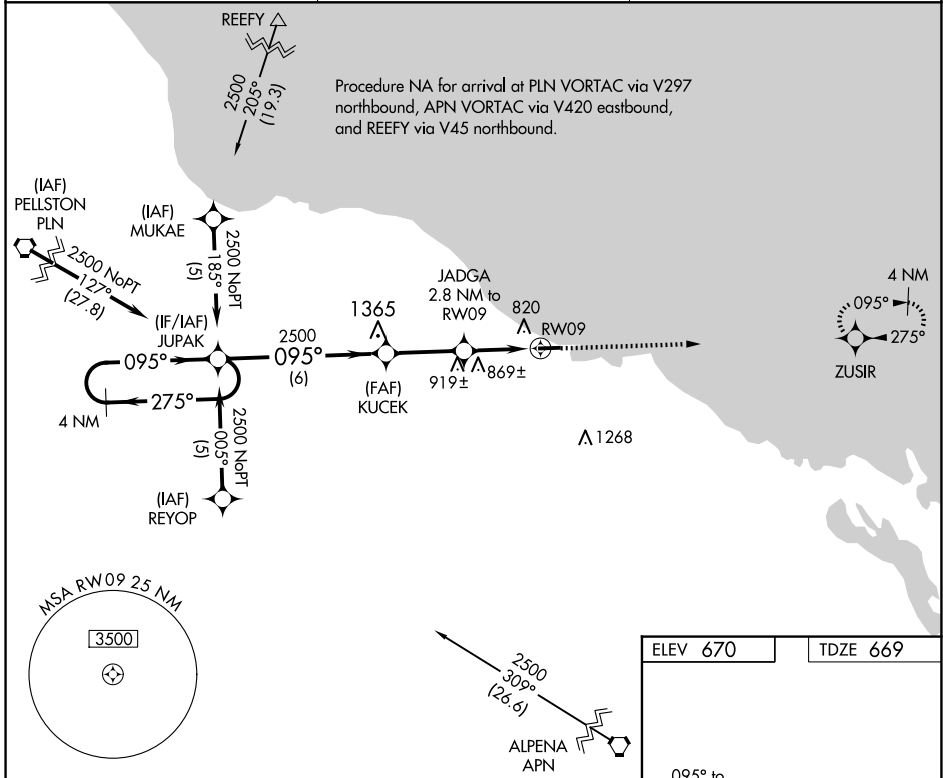 REEFY
2500
205°
(19.3)
Procedure NA for arrival at PLN VORTAC via V297
northbound, APN VORTAC via V420 eastbound,
and REEFY via V45 northbound.
(IAF)
PELLSTON
PLN
2500 NoPT
127°
(27.8)
(IAF)
MUKAE
2500 NoPT
185°
(5)
(IF/IAF)
JUPAK
2500
095°
(6)
1365
JADGA
2.8 NM to
RW09
820
RW09
4 NM
095°
275°
ZUSIR
095°
275°
4 NM
(FAF)
KUCEK
919±
869±
1268
2500 NoPT
005°
(5)
(IAF)
REYOP
MSA RW09 25 NM
3500
2500
309°
(26.6)
ALPENA
APN
ELEV 670
TDZE 669
095° to